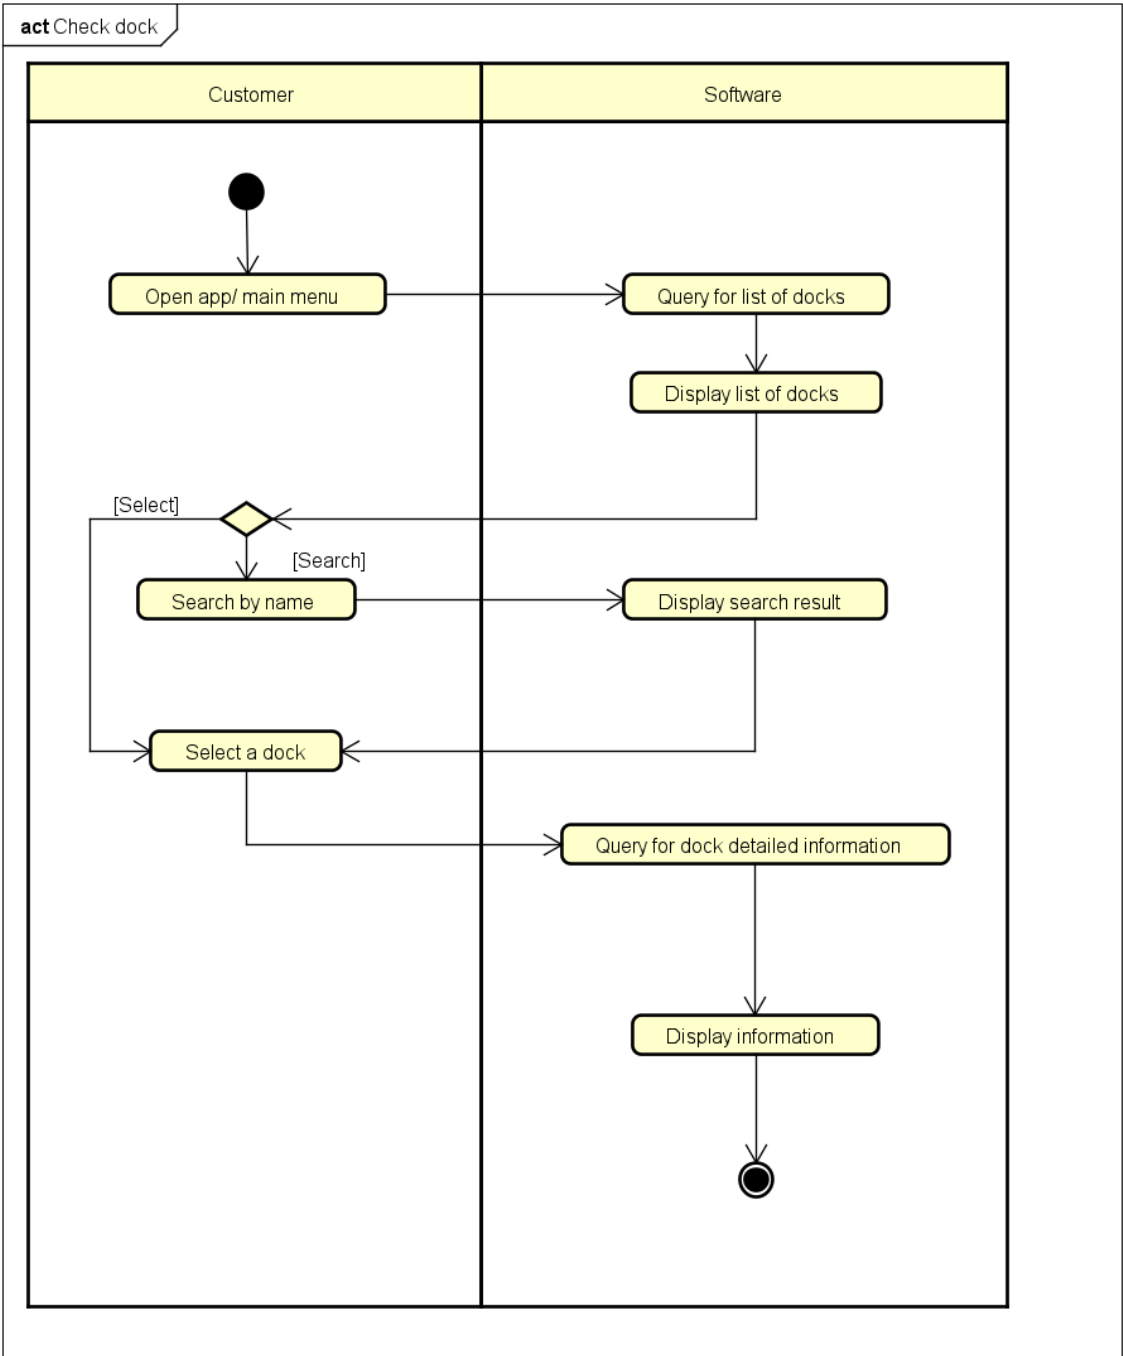 act Check dock
Customer
Software
Open app/ main menu
Query for list of docks
Display list of docks
[Select]
[Search]
Search by name
Display search result
Select a dock
Query for dock detailed information
Display information